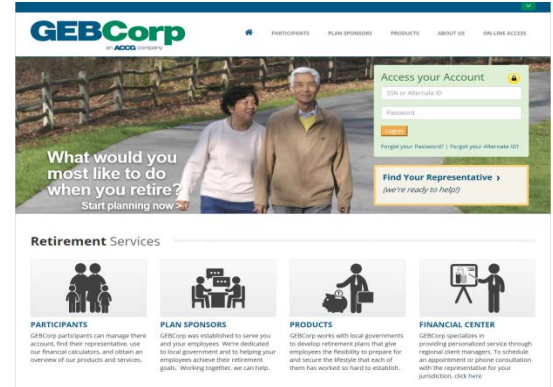 GEBCorp
an ACCG company
PARTICIPANTS PLAN SPONSORS PRODUCTS ABOUT US ON-LINE ACCESS
Access your Account
SSN or Alternate ID
Password
Logon
Forgot your Password? | Forgot your Alternate ID?
What would you
most like to do
when you retire?
Start planning now >
Find Your Representative ›
(we're ready to help!)
Retirement Services
PARTICIPANTS
GEBCorp participants can manage there
account, find their representative, use
our financial calculators, and obtain an
overview of our products and services.
PLAN SPONSORS
GEBCorp was established to serve you
and your employees. We're dedicated
to local government and to helping your
employees achieve their retirement
goals. Working together, we can help.
PRODUCTS
GEBCorp works with local governments
to develop retirement plans that give
employees the flexibility to prepare for
and secure the lifestyle that each of
them has worked so hard to establish.
FINANCIAL CENTER
GEBCorp specializes in
providing personalized service through
regional client managers. To schedule
an appointment or phone consultation
with the representative for your
jurisdiction, click here